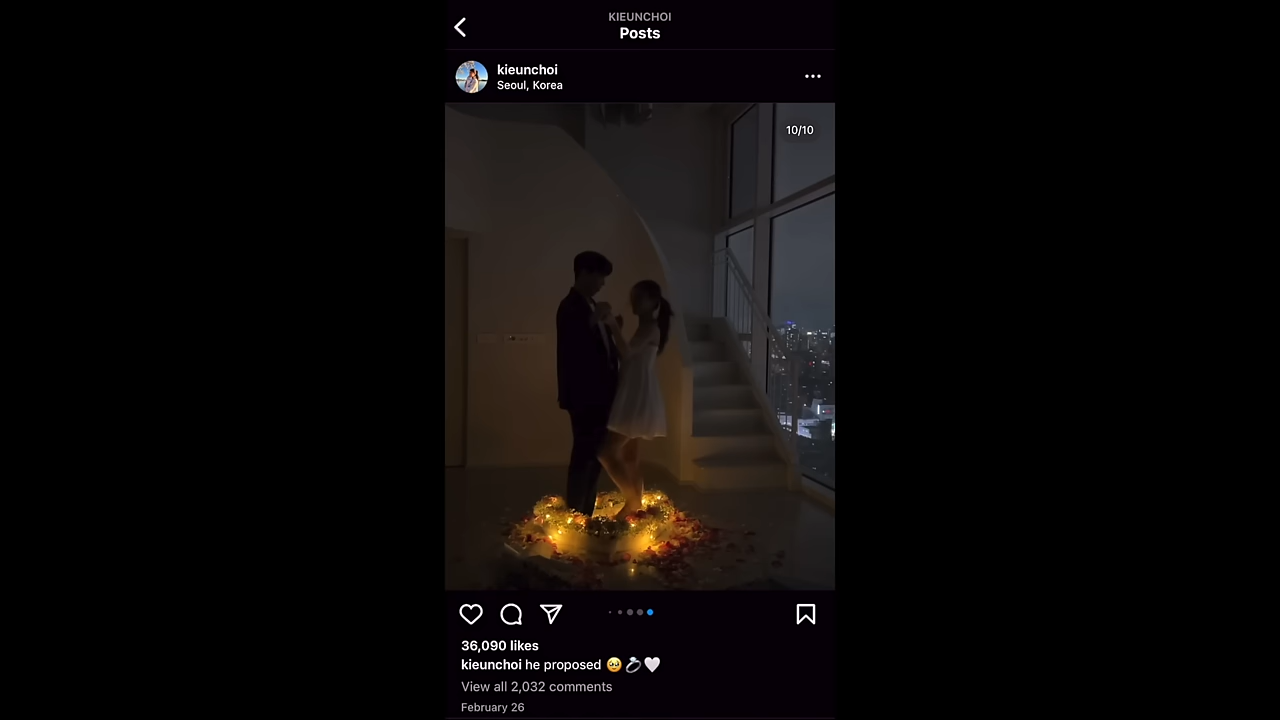 KIEUNCHOI
Posts
kieunchoi
Seoul, Korea
10/10
36,090 likes
kieunchoi he proposed 🥹💍🤍
View all 2,032 comments
February 26